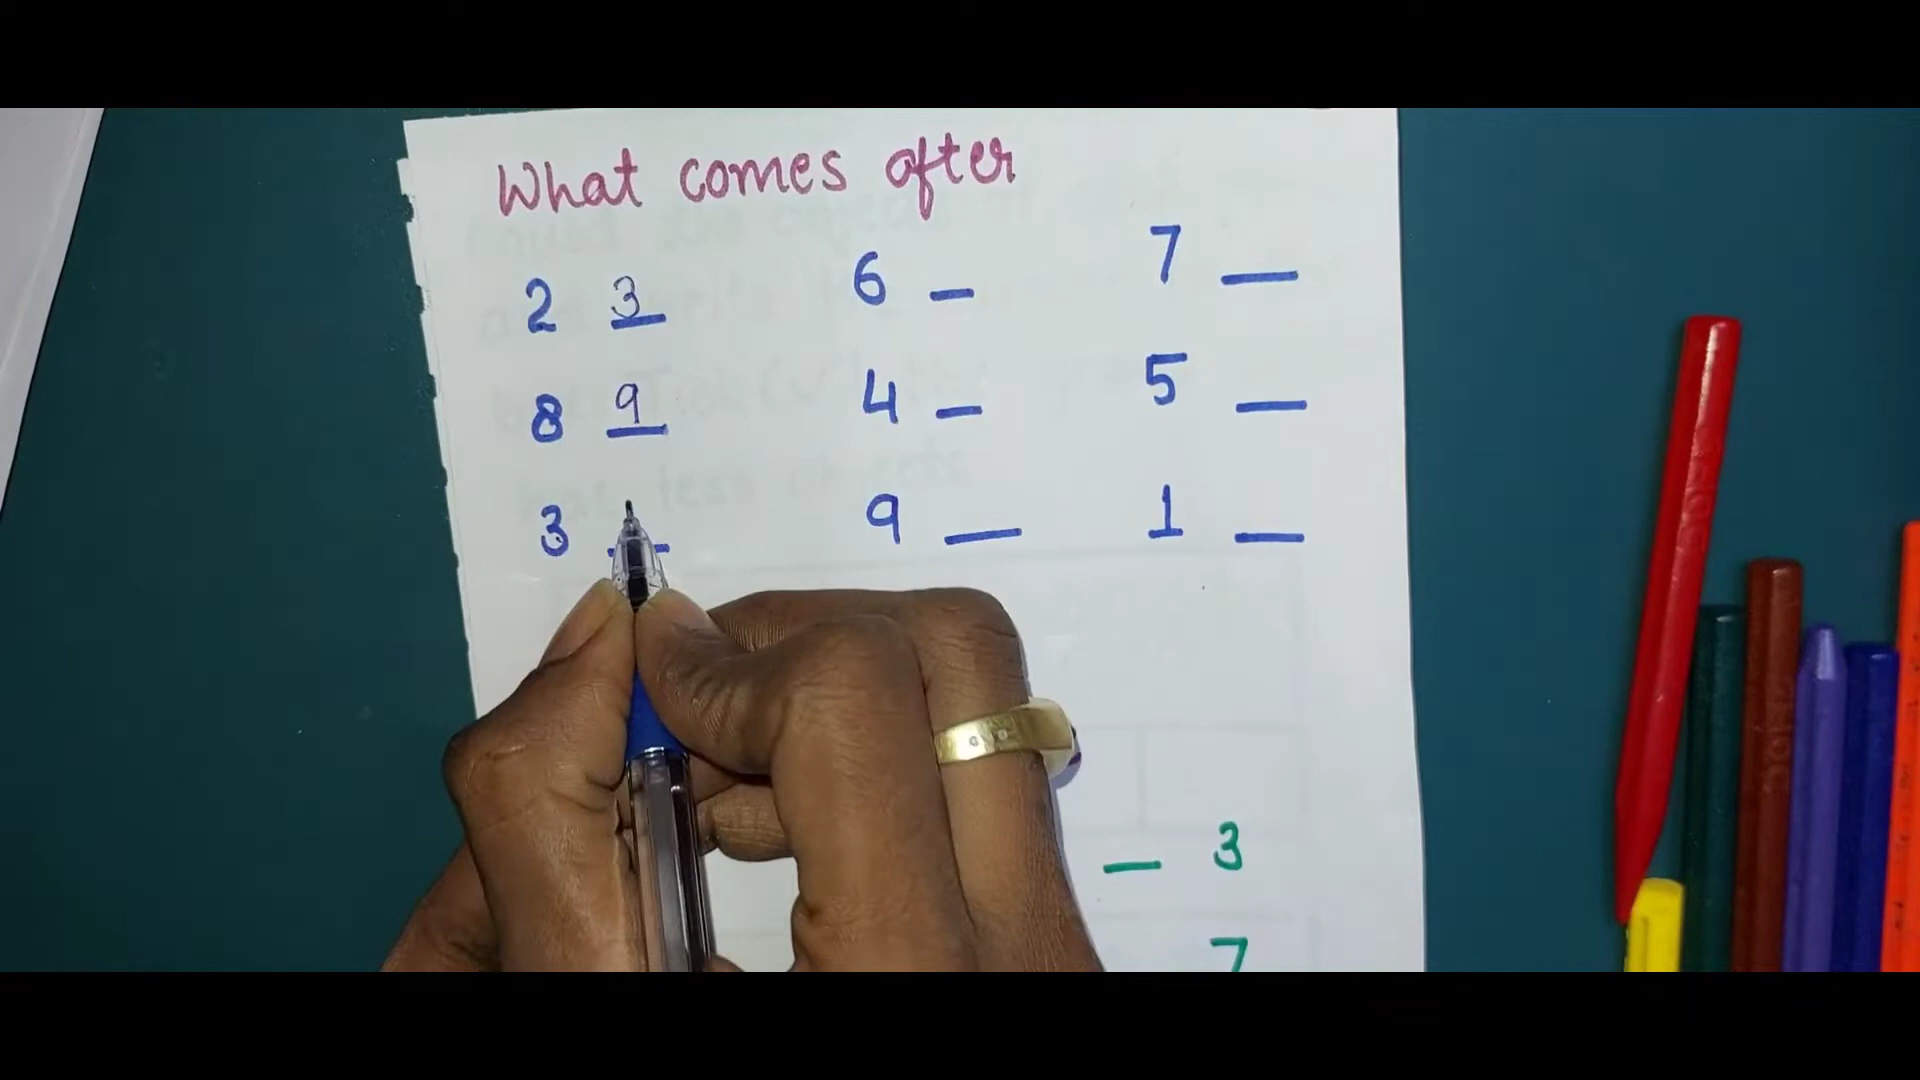 What comes after
2 3 6 _ 7 _
8 9 4 _ 5 _
3 _ 9 _ 1 _
_ 3
7